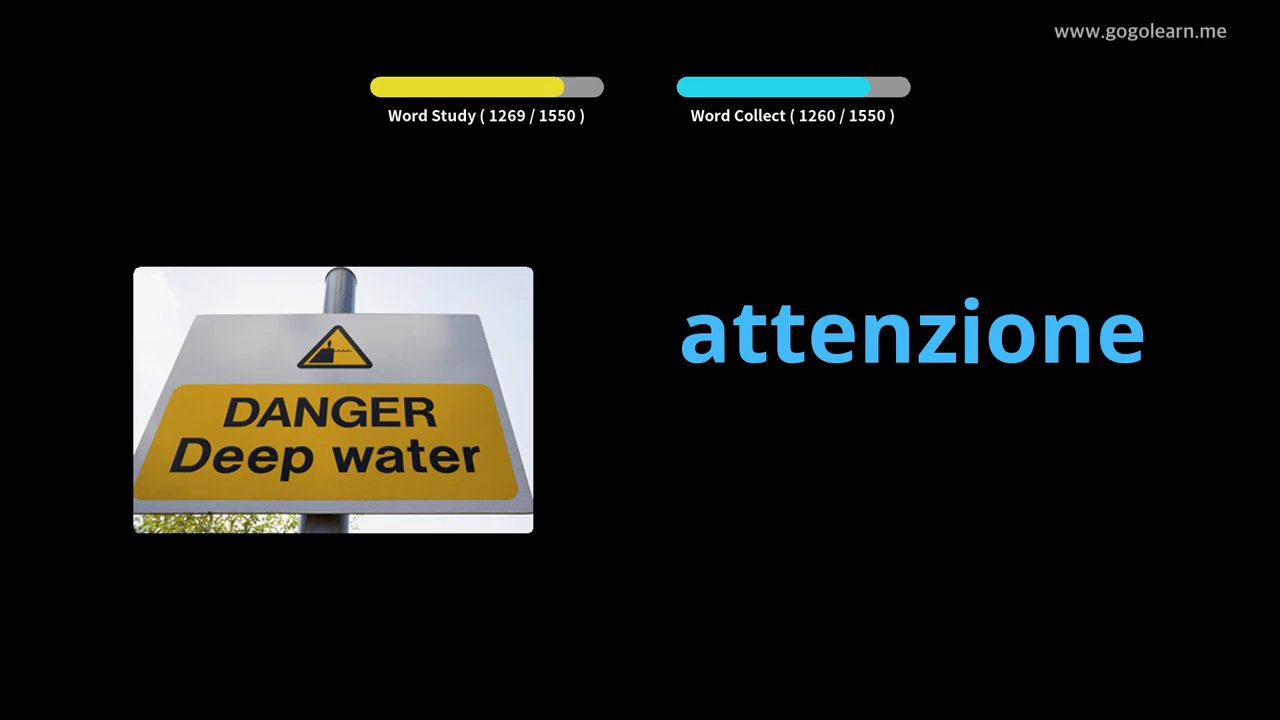 www.gogolearn.me
Word Study ( 1269 / 1550 )
Word Collect ( 1260 / 1550 )
attenzione
DANGER
Deep water